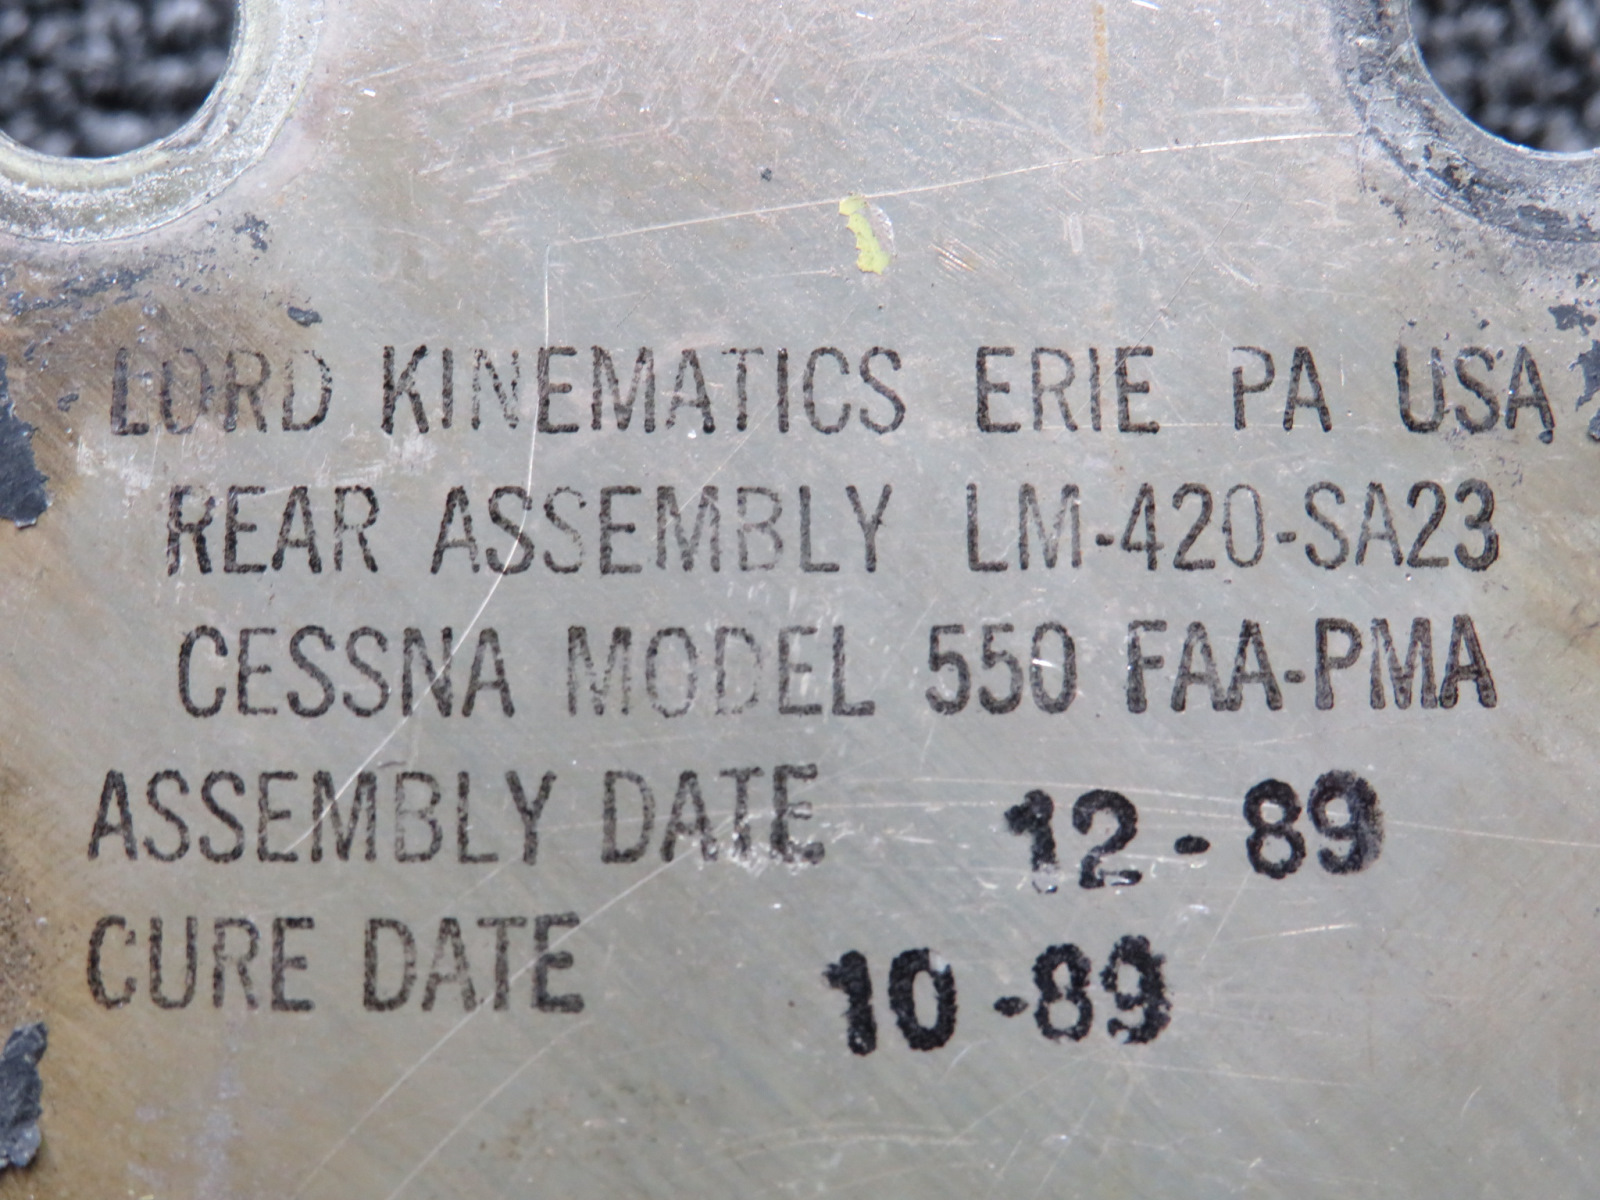 LORD KINEMATICS ERIE PA USA
REAR ASSEMBLY LM-420-SA23
CESSNA MODEL 550 FAA-PMA
ASSEMBLY DATE 12-89
CURE DATE 10-89